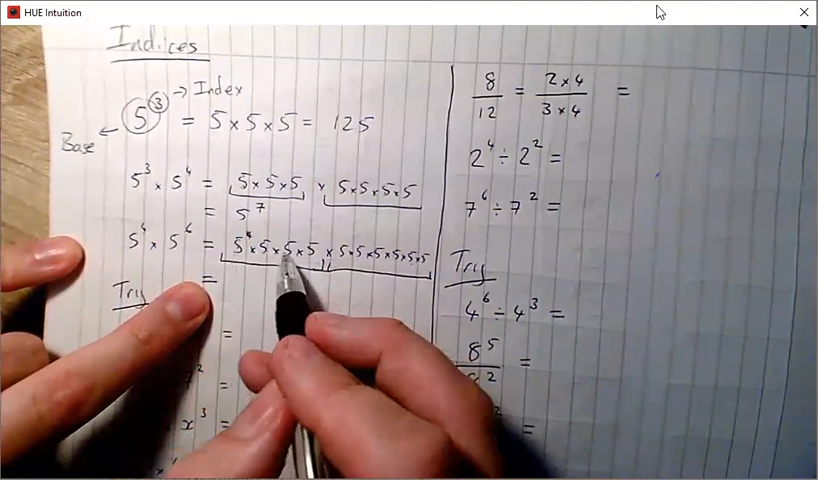 HUE Intuition
Indices
→ Index
5³ = 5 × 5 × 5 = 125
Base ←
5³ × 5⁴ = 5×5×5 × 5×5×5×5
= 5⁷
5⁴ × 5⁶ = 5×5×5×5 × 5×5×5×5×5×5
=
Try
=
7² =
x³ =
8/12 = 2×4/3×4 =
2⁴ ÷ 2² =
7⁶ ÷ 7² =
Try
4⁶ ÷ 4³ =
8⁵/8² =
=